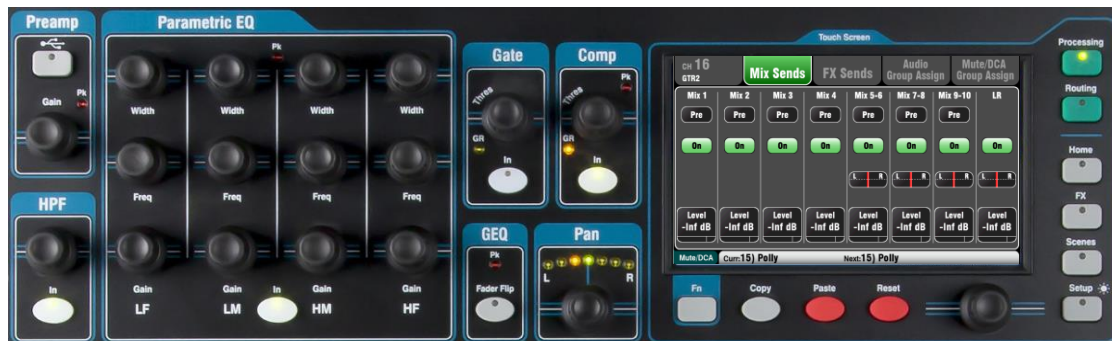 Preamp
Gain
Pk
HPF
In
Parametric EQ
Pk
Width
Width
Width
Width
Freq
Freq
Freq
Freq
Gain
Gain
In
Gain
Gain
LF
LM
HM
HF
Gate
Thres
GR
In
Comp
Pk
Thres
GR
In
GEQ
Pk
Fader Flip
Pan
L
R
Touch Screen
CH 16
GTR2
Mix Sends
FX Sends
Audio
Group Assign
Mute/DCA
Group Assign
Mix 1
Mix 2
Mix 3
Mix 4
Mix 5-6
Mix 7-8
Mix 9-10
LR
Pre
Pre
Pre
Pre
Pre
Pre
Pre
On
On
On
On
On
On
On
On
L R
L R
L R
L R
Level
-Inf dB
Level
-Inf dB
Level
-Inf dB
Level
-Inf dB
Level
-Inf dB
Level
-Inf dB
Level
-Inf dB
Level
-Inf dB
Mute/DCA
Curr:15) Polly
Next:15) Polly
Fn
Copy
Paste
Reset
Processing
Routing
Home
FX
Scenes
Setup